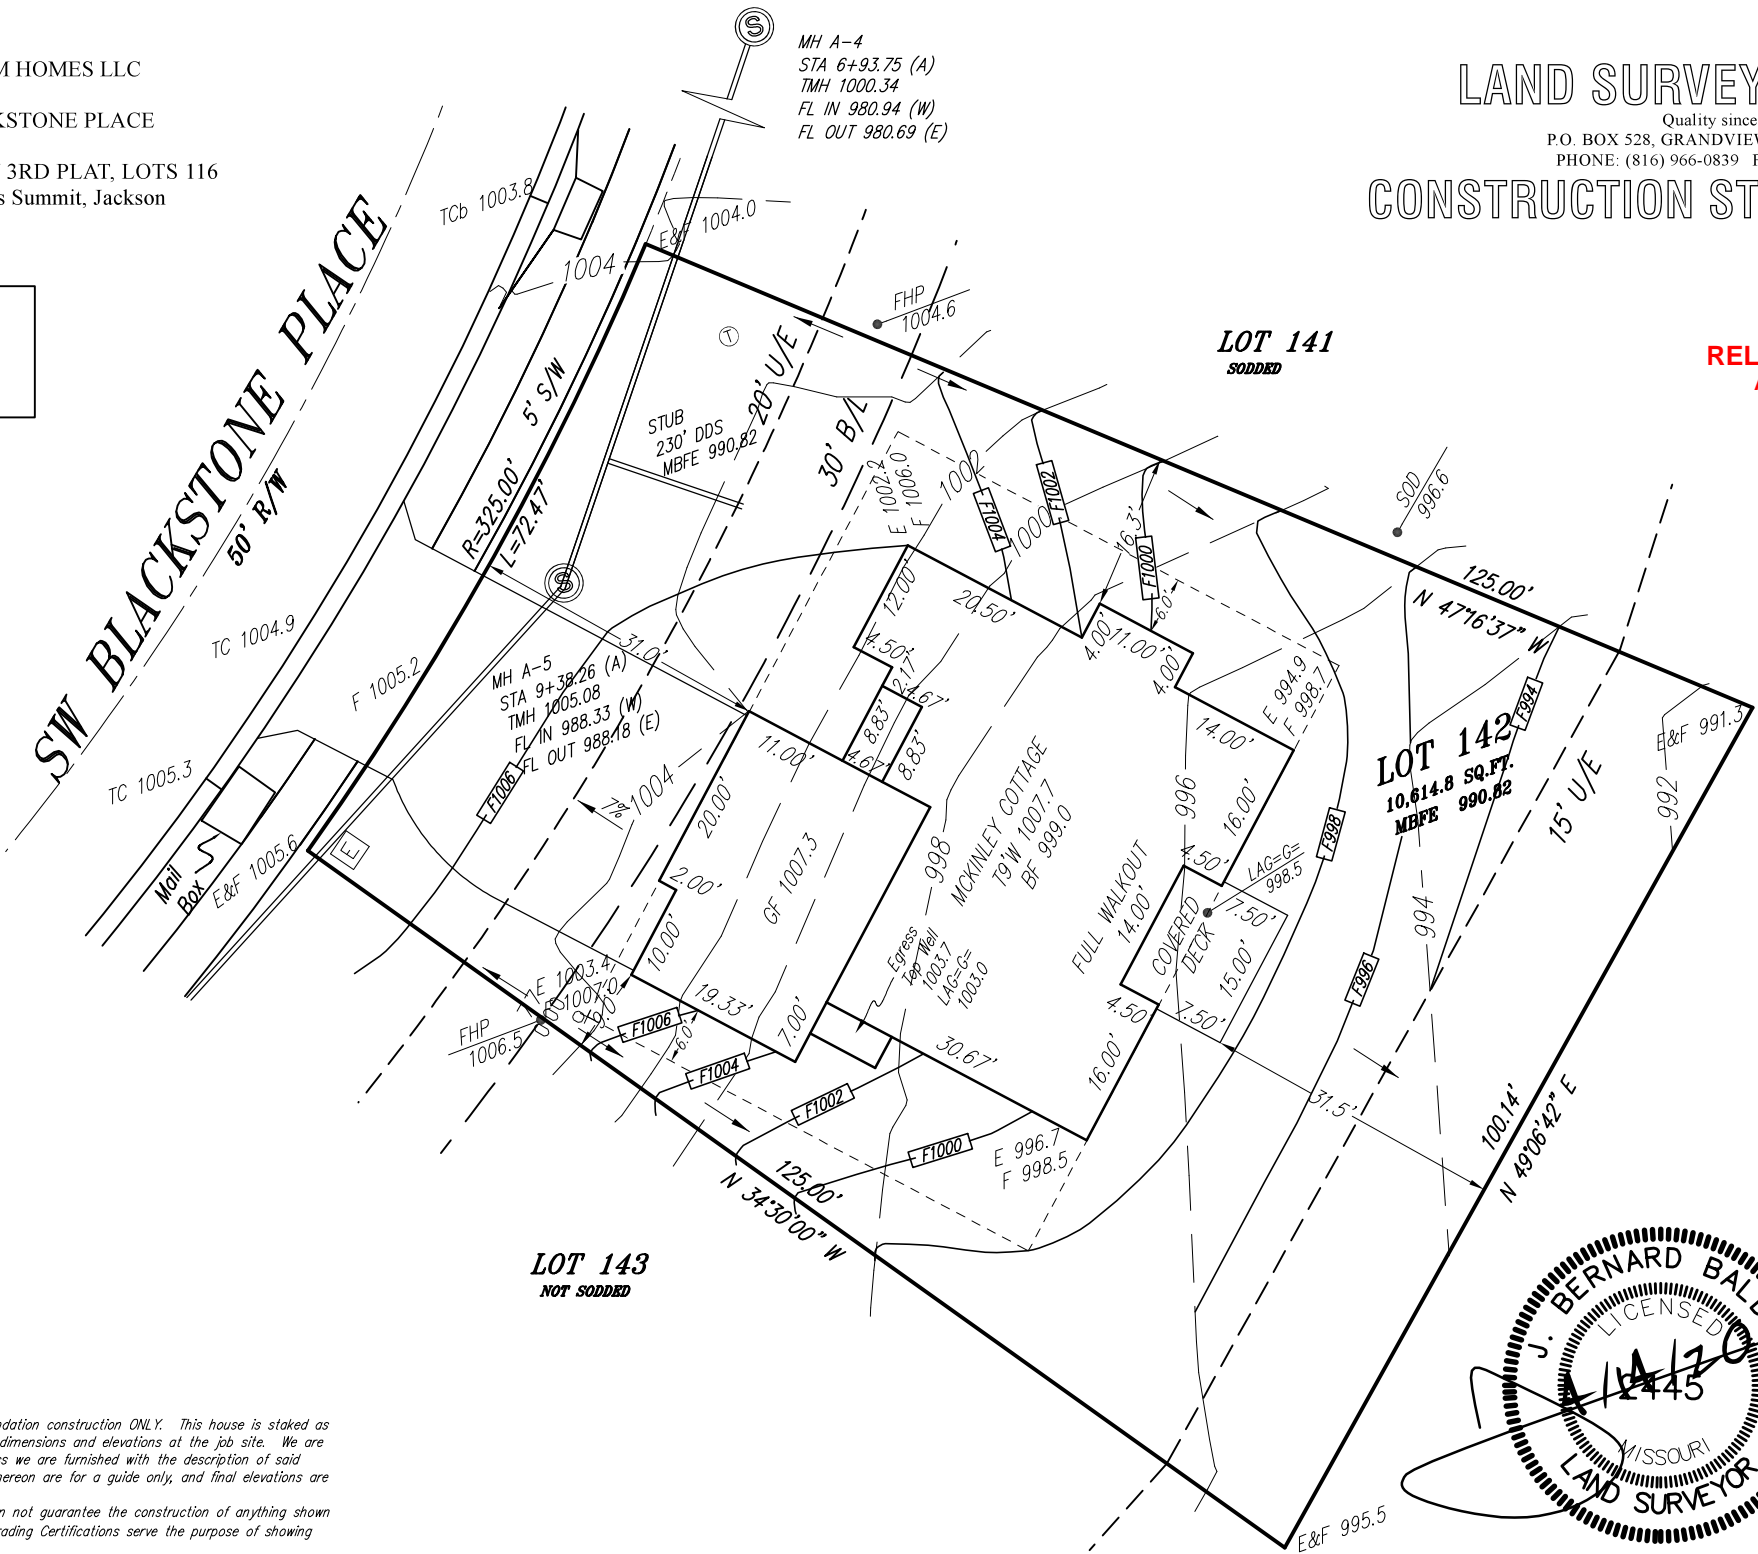 M HOMES LLC
KSTONE PLACE
3RD PLAT, LOTS 116
s Summit, Jackson
MH A-4
STA 6+93.75 (A)
TMH 1000.34
FL IN 980.94 (W)
FL OUT 980.69 (E)
LAND SURVEY
Quality since
P.O. BOX 528, GRANDVIEW
PHONE: (816) 966-0839
CONSTRUCTION ST
REL
SW BLACKSTONE PLACE
50' R/W
TCb 1003.8
E&F 1004.0
1004
5' S/W
R=325.00'
L=72.47'
STUB
230' DDS
MBFE 990.82
T
20' U/E
30' B/L
FHP
1004.6
LOT 141
SODDED
E 1002.2
F 1006.0
1002
1000
F1004
F1002
F1000
16.3'
6.0'
SOD
996.6
125.00'
N 47°16'37" W
S
S
TC 1004.9
F 1005.2
TC 1005.3
E&F 1005.6
Mail
Box
E
31.0'
MH A-5
STA 9+38.26 (A)
TMH 1005.08
FL IN 988.33 (W)
FL OUT 988.18 (E)
F1006
7%
1004
12.00'
20.50'
4.00'
11.00'
4.00'
4.50'
2.17'
4.67'
8.83'
8.83'
4.67'
11.00'
20.00'
2.00'
10.00'
19.33'
7.00'
GF 1007.3
998
MCKINLEY COTTAGE
T9'W 1007.7
BF 999.0
996
14.00'
16.00'
4.50'
E 994.9
F 998.7
LOT 142
10,614.8 SQ.FT.
MBFE 990.82
F994
15' U/E
E&F 991.3
992
F998
LAG=G=
998.5
FULL WALKOUT
14.00'
COVERED
DECK
7.50'
15.00'
7.50'
4.50'
16.00'
994
F996
Egress
Top Well
1003.7
LAG=G=
1003.0
30.67'
E 1003.4
F 1007.0
9.0'
FHP
1006.5
F1006
6.0'
F1004
F1002
F1000
E 996.7
F 998.5
31.5'
100.14'
N 49°06'42" E
125.00'
N 34°30'00" W
LOT 143
NOT SODDED
E&F 995.5
J. BERNARD
LICENSED
4/14/20
2445
MISSOURI
LAND SURVEYOR
ndation construction ONLY. This house is staked as
dimensions and elevations at the job site. We are
ss we are furnished with the description of said
hereon are for a guide only, and final elevations are
n not guarantee the construction of anything shown
rading Certifications serve the purpose of showing